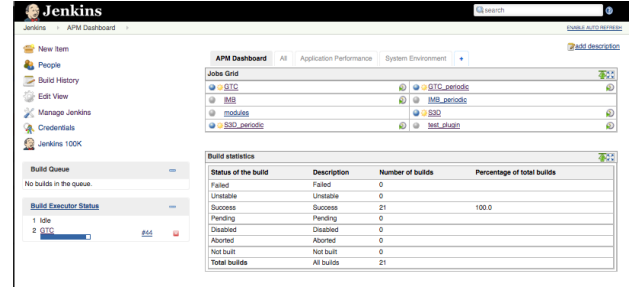 Jenkins
search
Jenkins
APM Dashboard
ENABLE AUTO REFRESH
New Item
People
Build History
Edit View
Manage Jenkins
Credentials
Jenkins 100K
add description
APM Dashboard All Application Performance System Environment +
Jobs Grid
GTC GTC_periodic
IMB IMB_periodic
modules S3D
S3D_periodic test_plugin
Build Queue
No builds in the queue.
Build Executor Status
1 Idle
2 GTC #44
Build statistics
Status of the build Description Number of builds Percentage of total builds
Failed Failed 0
Unstable Unstable 0
Success Success 21 100.0
Pending Pending 0
Disabled Disabled 0
Aborted Aborted 0
Not built Not built 0
Total builds All builds 21